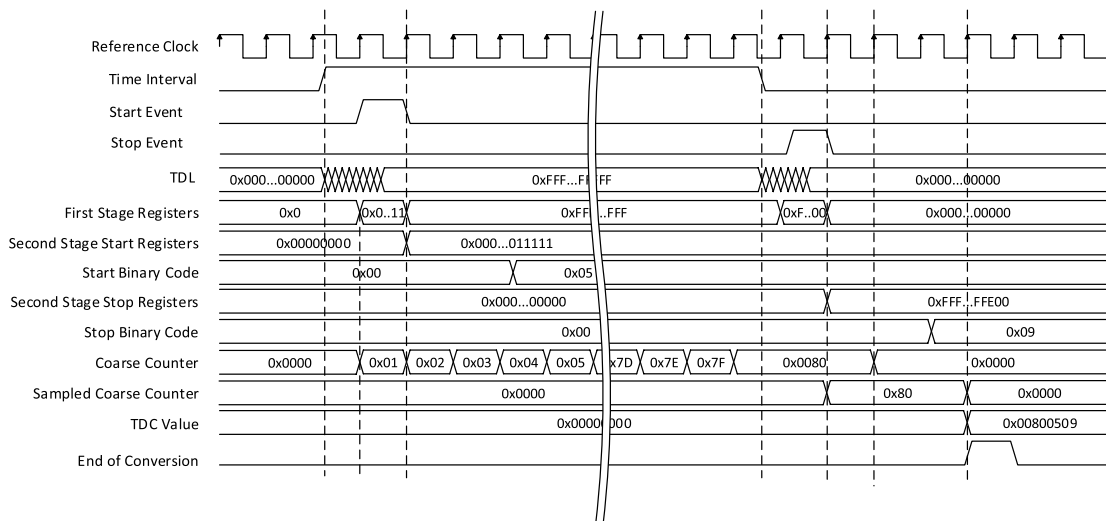 Reference Clock
Time Interval
Start Event
Stop Event
TDL 0x000...00000 0xFFF...FFFFF 0x000...00000
First Stage Registers 0x0 0x0..11 0xFFF...FFF 0xF..00 0x000...00000
Second Stage Start Registers 0x00000000 0x000...011111
Start Binary Code 0x00 0x05
Second Stage Stop Registers 0x000...00000 0xFFF...FFE00
Stop Binary Code 0x00 0x09
Coarse Counter 0x0000 0x01 0x02 0x03 0x04 0x05 0x7D 0x7E 0x7F 0x0080 0x0000
Sampled Coarse Counter 0x0000 0x80 0x0000
TDC Value 0x00000000 0x00800509
End of Conversion